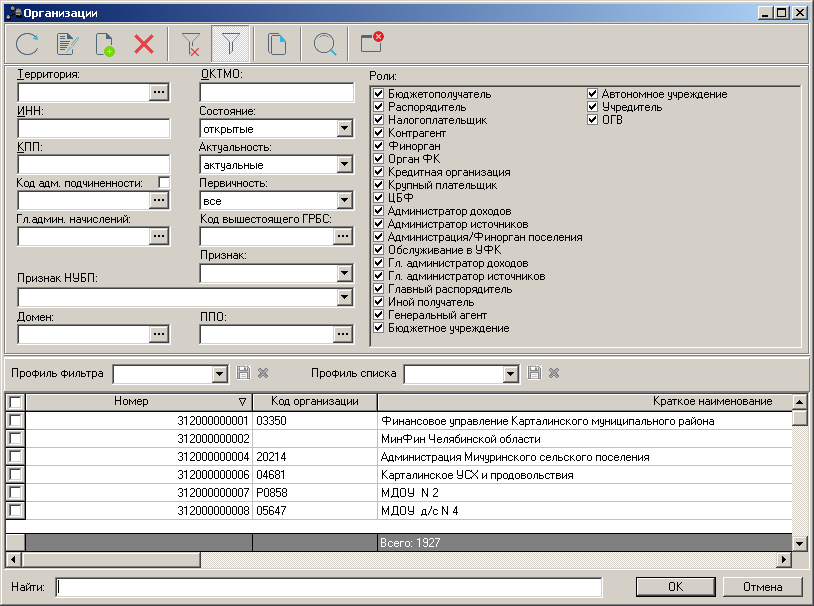 Организации
Территория:
ОКТМО:
Роли:
ИНН:
Состояние:
открытые
КПП:
Актуальность:
актуальные
Код адм. подчиненности:
Первичность:
все
Гл.админ. начислений:
Код вышестоящего ГРБС:
Признак:
Признак НУБП:
Домен:
ППО:
Бюджетополучатель
Распорядитель
Налогоплательщик
Контрагент
Финорган
Орган ФК
Кредитная организация
Крупный плательщик
ЦБФ
Администратор доходов
Администратор источников
Администрация/Финорган поселения
Обслуживание в УФК
Гл. администратор доходов
Гл. администратор источников
Главный распорядитель
Иной получатель
Генеральный агент
Бюджетное учреждение
Автономное учреждение
Учредитель
ОГВ
Профиль фильтра
Профиль списка
Номер Код организации Краткое наименование
312000000001 03350 Финансовое управление Карталинского муниципального района
312000000002 МинФин Челябинской области
312000000004 20214 Администрация Мичуринского сельского поселения
312000000006 04681 Карталинское УСХ и продовольствия
312000000007 Р0858 МДОУ N 2
312000000008 05647 МДОУ д/с N 4
Всего: 1927
Найти:
OK
Отмена